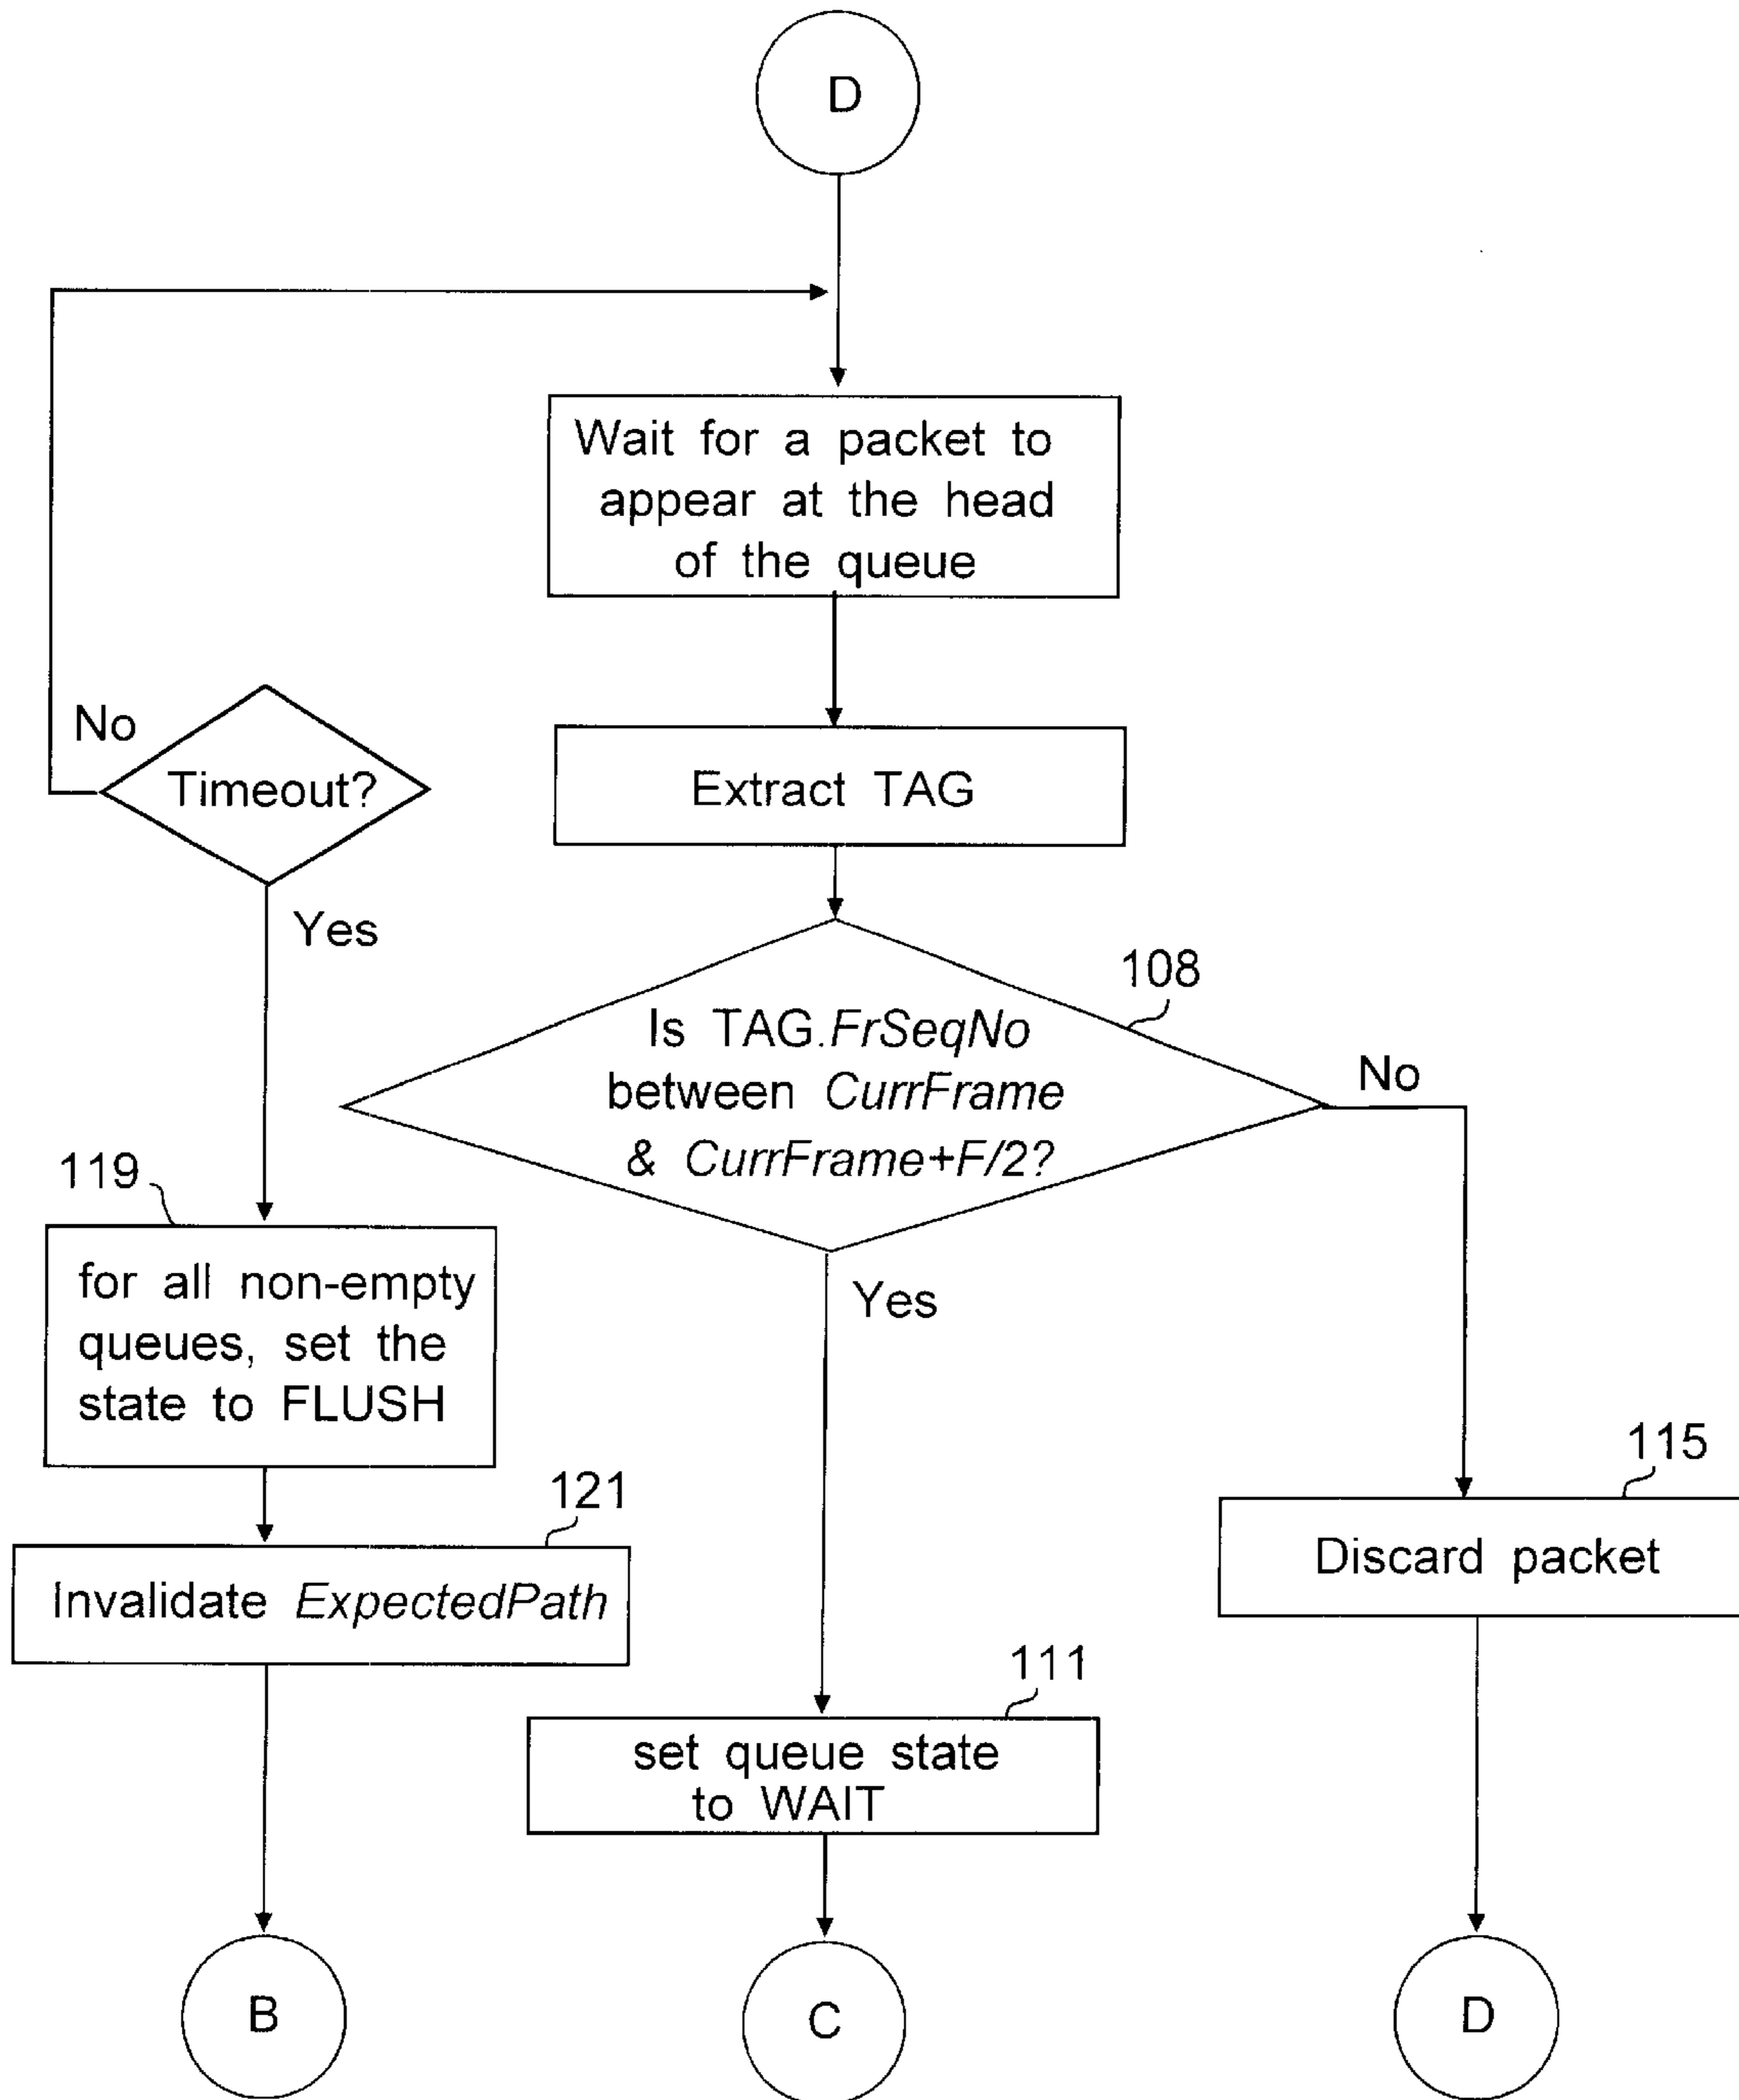 D
Wait for a packet to
appear at the head
of the queue
No
Timeout?
Extract TAG
Yes
108
Is TAG.FrSeqNo
between CurrFrame
& CurrFrame+F/2?
No
119
for all non-empty
queues, set the
state to FLUSH
Yes
121
Invalidate ExpectedPath
115
Discard packet
111
set queue state
to WAIT
B
C
D